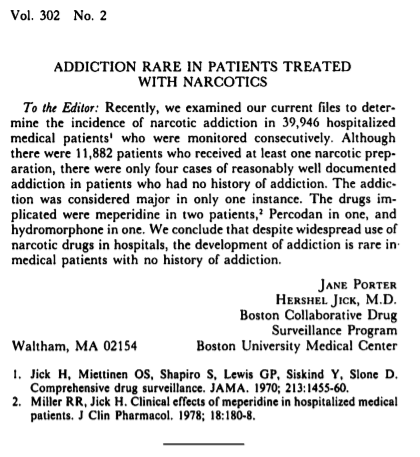 Vol. 302 No. 2
ADDICTION RARE IN PATIENTS TREATED
WITH NARCOTICS
To the Editor: Recently, we examined our current files to deter-
mine the incidence of narcotic addiction in 39,946 hospitalized
medical patients¹ who were monitored consecutively. Although
there were 11,882 patients who received at least one narcotic prep-
aration, there were only four cases of reasonably well documented
addiction in patients who had no history of addiction. The addic-
tion was considered major in only one instance. The drugs im-
plicated were meperidine in two patients,² Percodan in one, and
hydromorphone in one. We conclude that despite widespread use of
narcotic drugs in hospitals, the development of addiction is rare in
medical patients with no history of addiction.
JANE PORTER
HERSHEL JICK, M.D.
Boston Collaborative Drug
Surveillance Program
Waltham, MA 02154 Boston University Medical Center
1. Jick H, Miettinen OS, Shapiro S, Lewis GP, Siskind V, Slone D.
Comprehensive drug surveillance. JAMA. 1970; 213:1455-60.
2. Miller RR, Jick H. Clinical effects of meperidine in hospitalized medical
patients. J Clin Pharmacol. 1978; 18:180-8.